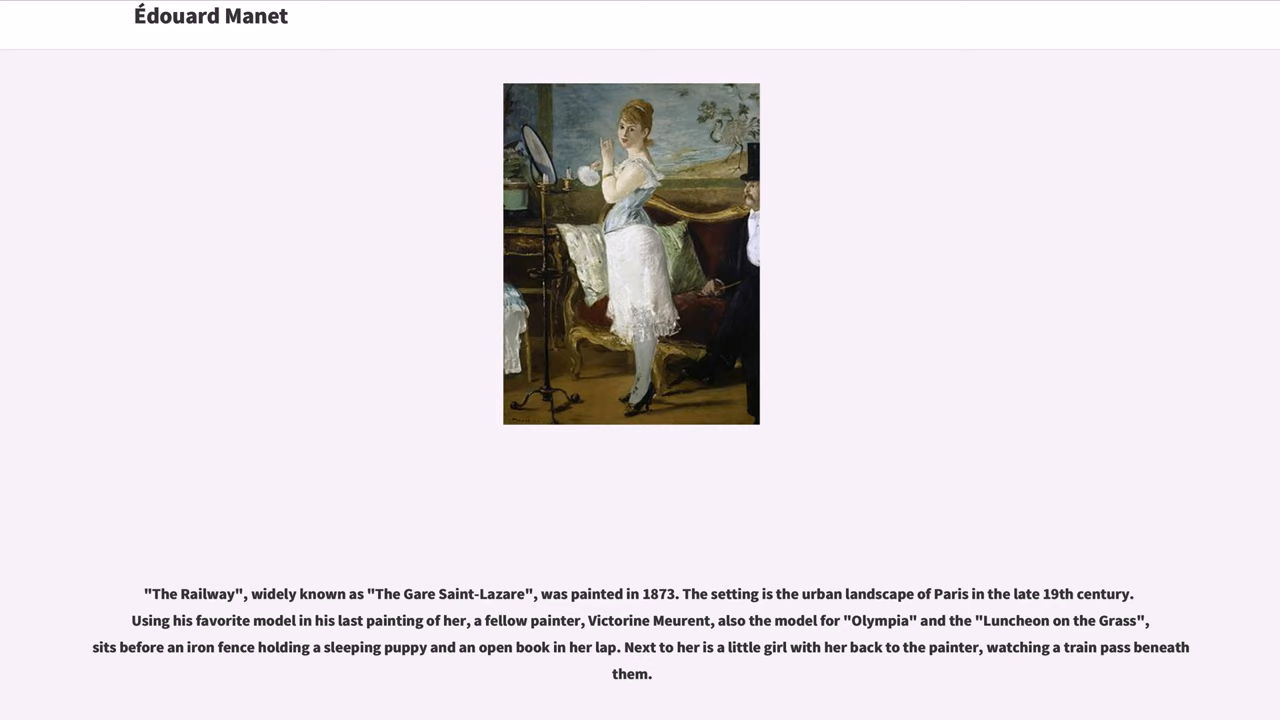 Édouard Manet
"The Railway", widely known as "The Gare Saint-Lazare", was painted in 1873. The setting is the urban landscape of Paris in the late 19th century.
Using his favorite model in his last painting of her, a fellow painter, Victorine Meurent, also the model for "Olympia" and the "Luncheon on the Grass",
sits before an iron fence holding a sleeping puppy and an open book in her lap. Next to her is a little girl with her back to the painter, watching a train pass beneath
them.